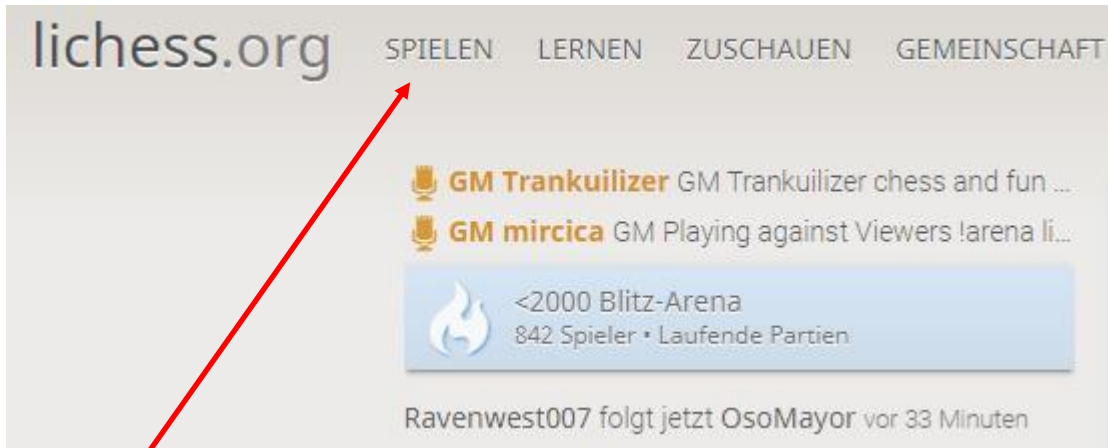 lichess.org SPIELEN LERNEN ZUSCHAUEN GEMEINSCHAFT
GM Trankuilizer GM Trankuilizer chess and fun ...
GM mircica GM Playing against Viewers !arena li...
<2000 Blitz-Arena
842 Spieler • Laufende Partien
Ravenwest007 folgt jetzt OsoMayor vor 33 Minuten